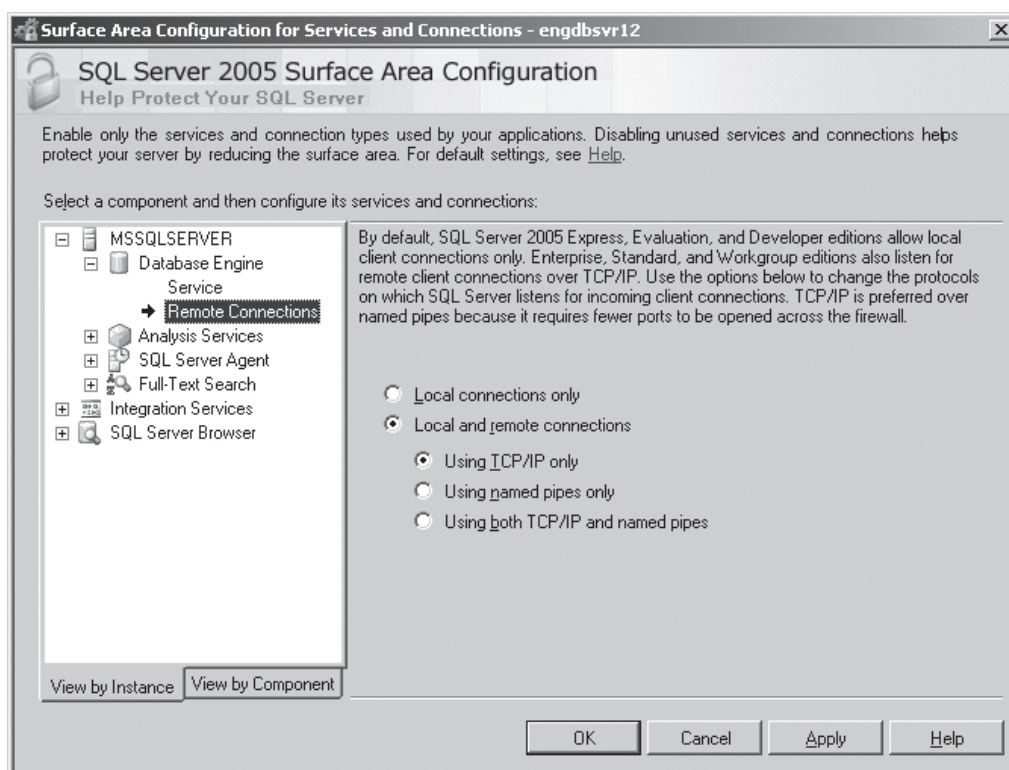 Surface Area Configuration for Services and Connections - engdbsvr12
SQL Server 2005 Surface Area Configuration
Help Protect Your SQL Server
Enable only the services and connection types used by your applications. Disabling unused services and connections helps
protect your server by reducing the surface area. For default settings, see Help.
Select a component and then configure its services and connections:
MSSQLSERVER
Database Engine
Service
Remote Connections
Analysis Services
SQL Server Agent
Full-Text Search
Integration Services
SQL Server Browser
View by Instance
View by Component
By default, SQL Server 2005 Express, Evaluation, and Developer editions allow local
client connections only. Enterprise, Standard, and Workgroup editions also listen for
remote client connections over TCP/IP. Use the options below to change the protocols
on which SQL Server listens for incoming client connections. TCP/IP is preferred over
named pipes because it requires fewer ports to be opened across the firewall.
Local connections only
Local and remote connections
Using TCP/IP only
Using named pipes only
Using both TCP/IP and named pipes
OK
Cancel
Apply
Help